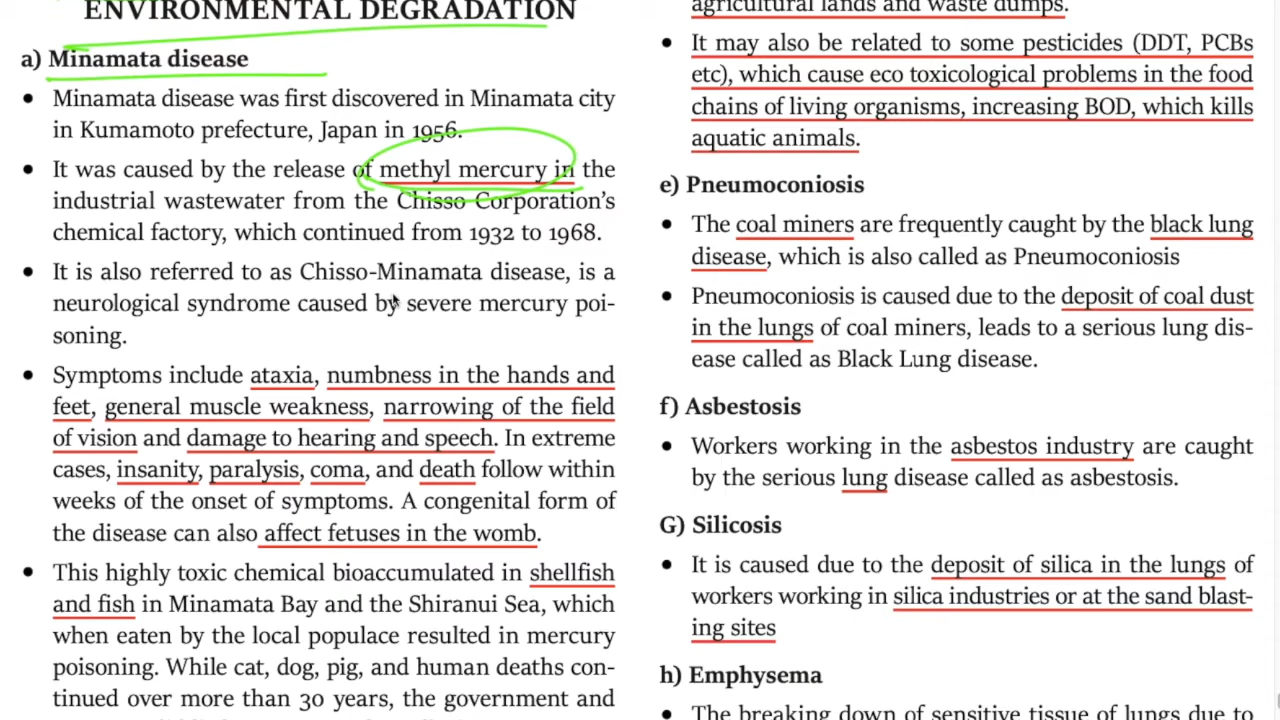 ENVIRONMENTAL DEGRADATION
a) Minamata disease
• Minamata disease was first discovered in Minamata city
in Kumamoto prefecture, Japan in 1956.
• It was caused by the release of methyl mercury in the
industrial wastewater from the Chisso Corporation’s
chemical factory, which continued from 1932 to 1968.
• It is also referred to as Chisso-Minamata disease, is a
neurological syndrome caused by severe mercury poi-
soning.
• Symptoms include ataxia, numbness in the hands and
feet, general muscle weakness, narrowing of the field
of vision and damage to hearing and speech. In extreme
cases, insanity, paralysis, coma, and death follow within
weeks of the onset of symptoms. A congenital form of
the disease can also affect fetuses in the womb.
• This highly toxic chemical bioaccumulated in shellfish
and fish in Minamata Bay and the Shiranui Sea, which
when eaten by the local populace resulted in mercury
poisoning. While cat, dog, pig, and human deaths con-
tinued over more than 30 years, the government and
agricultural lands and waste dumps.
• It may also be related to some pesticides (DDT, PCBs
etc), which cause eco toxicological problems in the food
chains of living organisms, increasing BOD, which kills
aquatic animals.
e) Pneumoconiosis
• The coal miners are frequently caught by the black lung
disease, which is also called as Pneumoconiosis
• Pneumoconiosis is caused due to the deposit of coal dust
in the lungs of coal miners, leads to a serious lung dis-
ease called as Black Lung disease.
f) Asbestosis
• Workers working in the asbestos industry are caught
by the serious lung disease called as asbestosis.
G) Silicosis
• It is caused due to the deposit of silica in the lungs of
workers working in silica industries or at the sand blast-
ing sites
h) Emphysema
• The breaking down of sensitive tissue of lungs due to